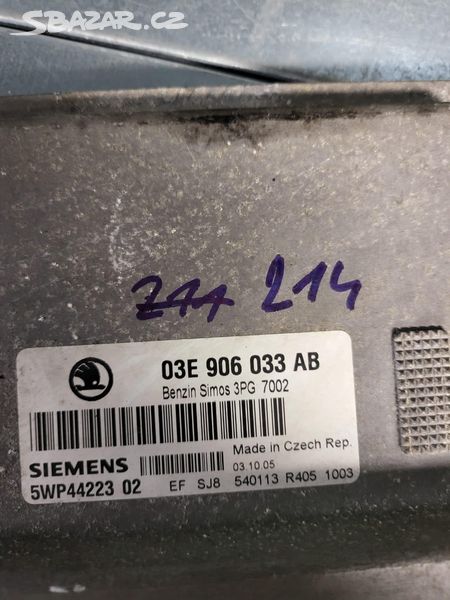 SBAZAR.CZ
214
03E 906 033 AB
Benzin Simos 3PG 7002
SIEMENS
Made in Czech Rep.
03.10.05
5WP44223 02
EF SJ8 540113 R405 1003